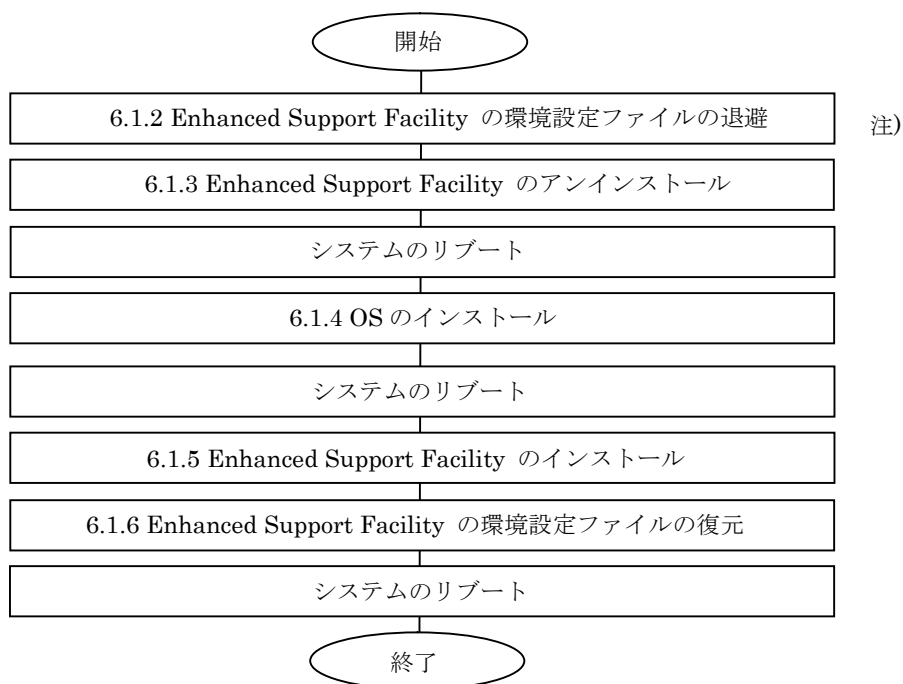 開始
6.1.2 Enhanced Support Facility の環境設定ファイルの退避 注)
6.1.3 Enhanced Support Facility のアンインストール
システムのリブート
6.1.4 OS のインストール
システムのリブート
6.1.5 Enhanced Support Facility のインストール
6.1.6 Enhanced Support Facility の環境設定ファイルの復元
システムのリブート
終了